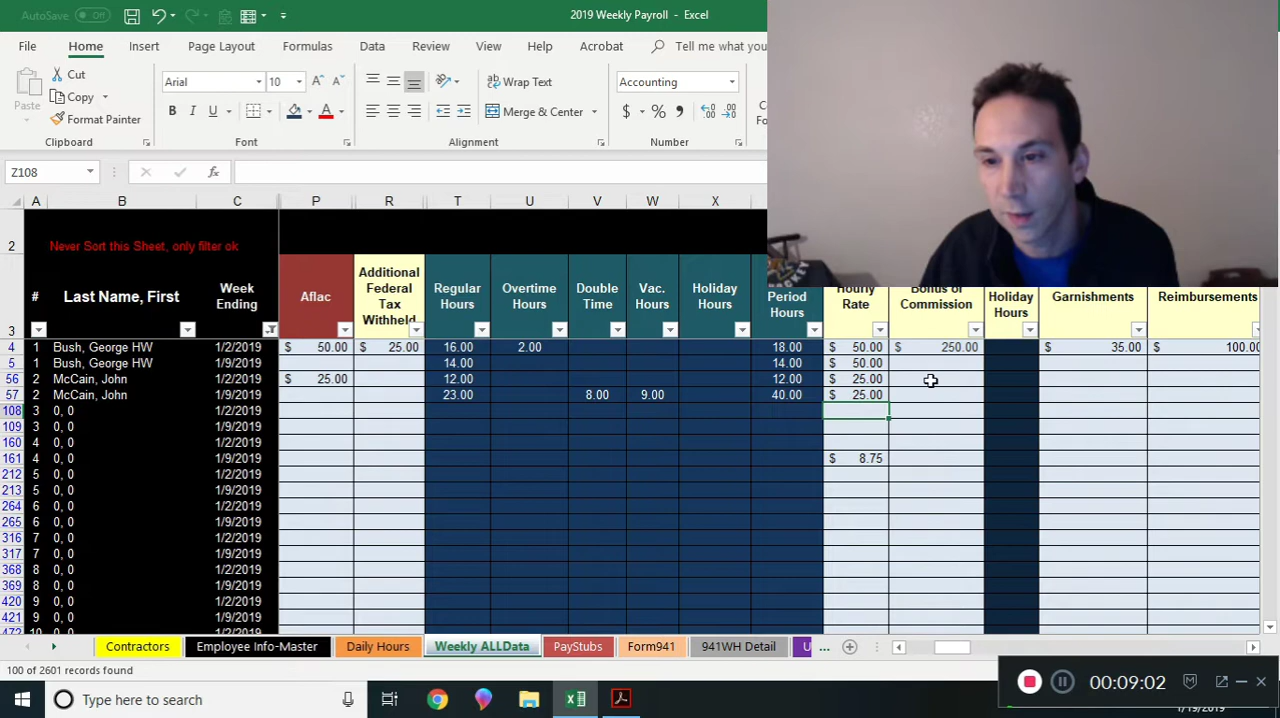 AutoSave Off 2019 Weekly Payroll - Excel
File Home Insert Page Layout Formulas Data Review View Help Acrobat Tell me what you
Paste Cut Arial 10 Wrap Text Accounting
Copy
Format Painter B I U Merge & Center $ %
Clipboard Font Alignment Number
Z108 fx
A B C P R T U V W X
2 Never Sort this Sheet, only filter ok
3 # Last Name, First Week Ending Aflac Additional Federal Tax Withheld Regular Hours Overtime Hours Double Time Vac. Hours Holiday Hours Period Hours Hourly Rate Commission Holiday Hours Garnishments Reimbursements
4 1 Bush, George HW 1/2/2019 $ 50.00 $ 25.00 16.00 2.00 18.00 $ 50.00 $ 250.00 $ 35.00 $ 100.00
5 1 Bush, George HW 1/9/2019 14.00 14.00 $ 50.00
56 2 McCain, John 1/2/2019 $ 25.00 12.00 12.00 $ 25.00
57 2 McCain, John 1/9/2019 23.00 8.00 9.00 40.00 $ 25.00
108 3 0, 0 1/2/2019
109 3 0, 0 1/9/2019
160 4 0, 0 1/2/2019
161 4 0, 0 1/9/2019 $ 8.75
212 5 0, 0 1/2/2019
213 5 0, 0 1/9/2019
264 6 0, 0 1/2/2019
265 6 0, 0 1/9/2019
316 7 0, 0 1/2/2019
317 7 0, 0 1/9/2019
368 8 0, 0 1/2/2019
369 8 0, 0 1/9/2019
420 9 0, 0 1/2/2019
421 9 0, 0 1/9/2019
472 10 0, 0 1/2/2019
Contractors Employee Info-Master Daily Hours Weekly ALLData PayStubs Form941 941WH Detail U ...
100 of 2601 records found
Type here to search 00:09:02
1/19/2019